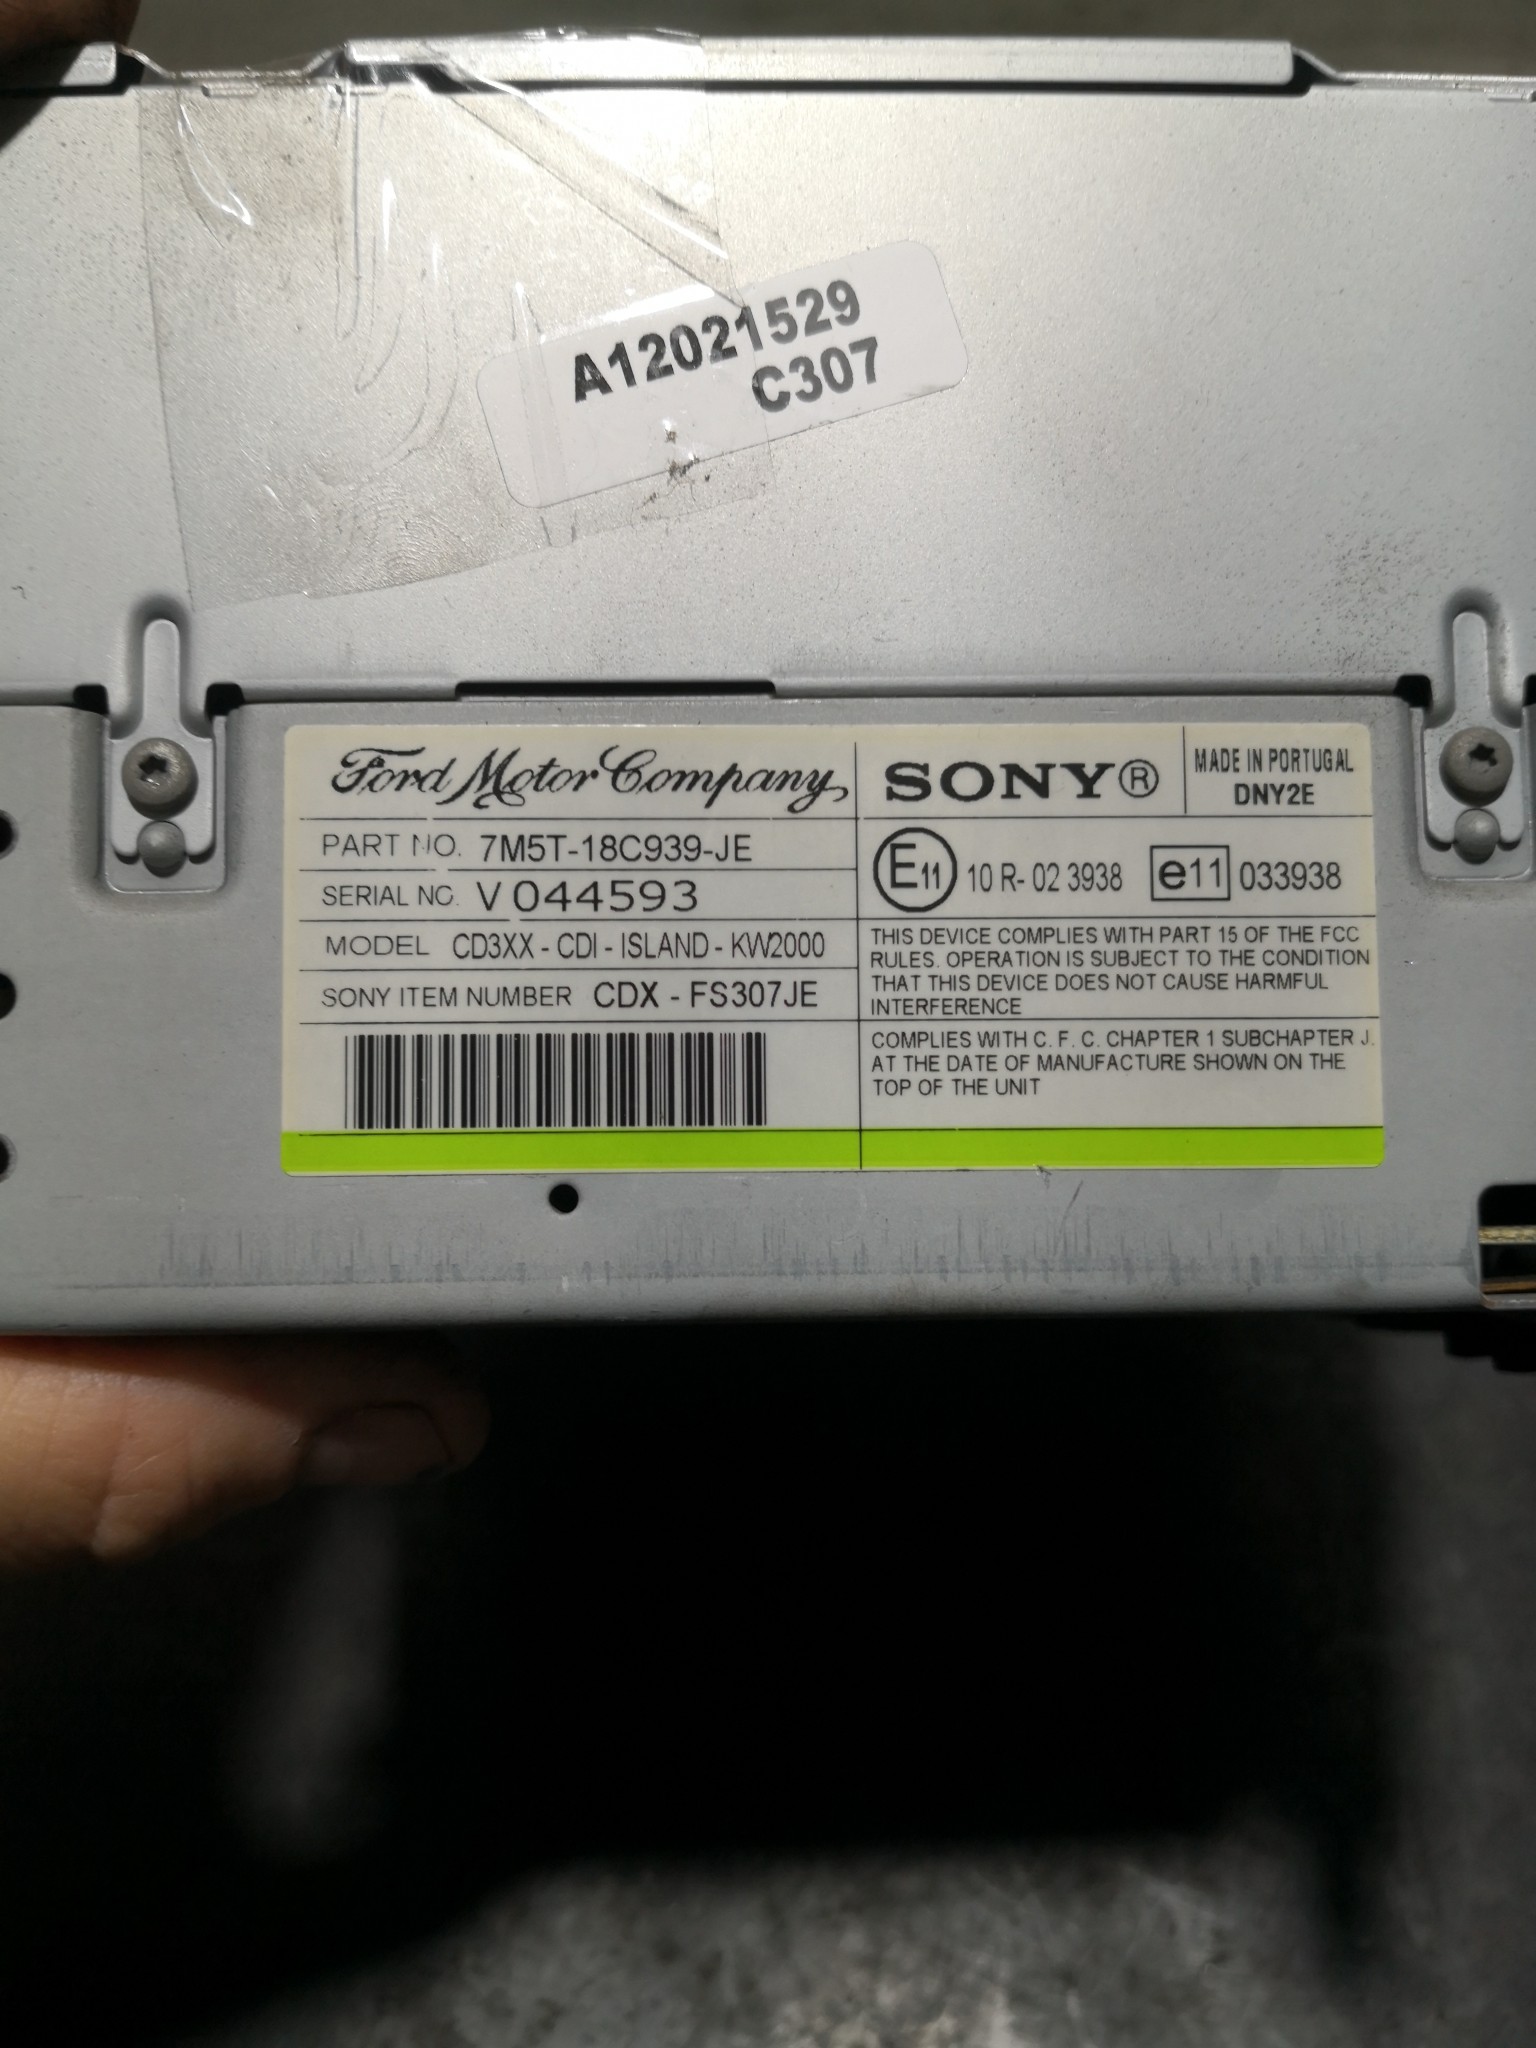 A12021529
C307
Ford Motor Company
PART NO. 7M5T-18C939-JE
SERIAL NO. V 044593
MODEL CD3XX - CDI - ISLAND - KW2000
SONY ITEM NUMBER CDX - FS307JE
SONY®
MADE IN PORTUGAL
DNY2E
E11 10 R- 02 3938 e11 033938
THIS DEVICE COMPLIES WITH PART 15 OF THE FCC
RULES. OPERATION IS SUBJECT TO THE CONDITION
THAT THIS DEVICE DOES NOT CAUSE HARMFUL
INTERFERENCE
COMPLIES WITH C. F. C. CHAPTER 1 SUBCHAPTER J.
AT THE DATE OF MANUFACTURE SHOWN ON THE
TOP OF THE UNIT